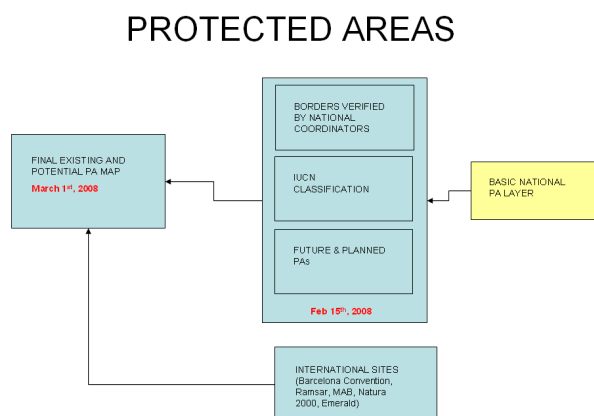 PROTECTED AREAS
BORDERS VERIFIED
BY NATIONAL
COORDINATORS
FINAL EXISTING AND
POTENTIAL PA MAP
March 1st, 2008
IUCN
CLASSIFICATION
BASIC NATIONAL
PA LAYER
FUTURE & PLANNED
PAs
Feb 15th, 2008
INTERNATIONAL SITES
(Barcelona Convention,
Ramsar, MAB, Natura
2000, Emerald)